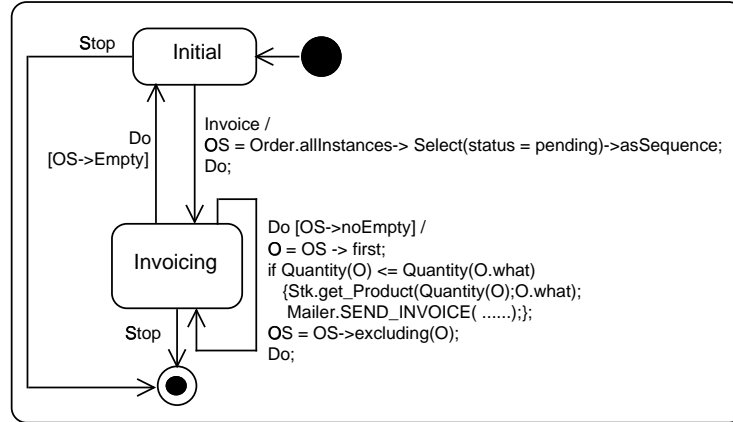 Stop
Initial
Do
[OS->Empty]
Invoice /
OS = Order.allInstances-> Select(status = pending)->asSequence;
Do;
Invoicing
Do [OS->noEmpty] /
O = OS -> first;
if Quantity(O) <= Quantity(O.what)
{Stk.get_Product(Quantity(O);O.what);
Mailer.SEND_INVOICE( ......);};
OS = OS->excluding(O);
Do;
Stop